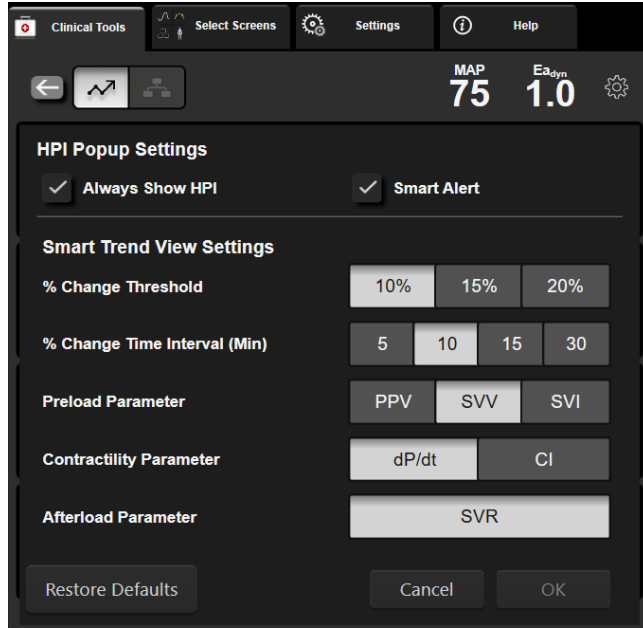 Clinical Tools Select Screens Settings Help
MAP Ea dyn
75 1.0
HPI Popup Settings
Always Show HPI Smart Alert
Smart Trend View Settings
% Change Threshold 10% 15% 20%
% Change Time Interval (Min) 5 10 15 30
Preload Parameter PPV SVV SVI
Contractility Parameter dP/dt CI
Afterload Parameter SVR
Restore Defaults Cancel OK